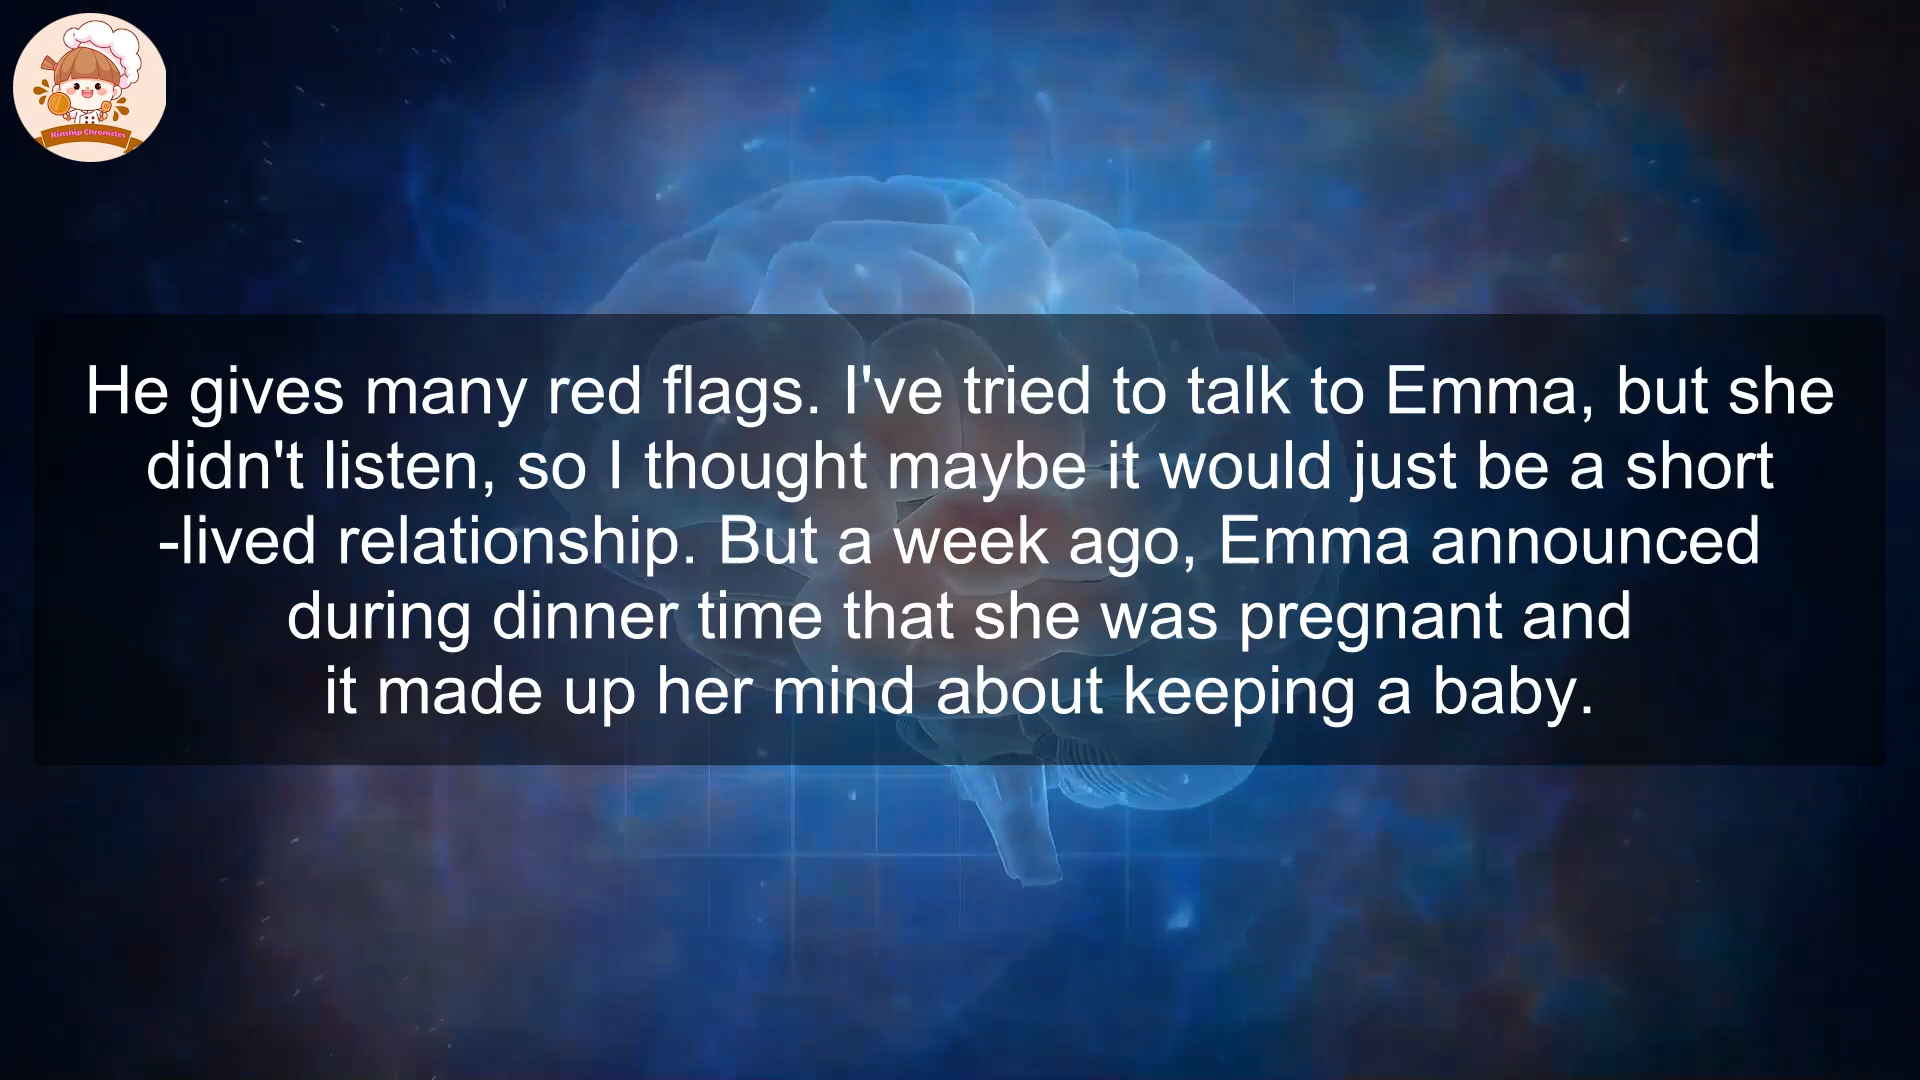 Kinship Chronicles
He gives many red flags. I've tried to talk to Emma, but she
didn't listen, so I thought maybe it would just be a short
-lived relationship. But a week ago, Emma announced
during dinner time that she was pregnant and
it made up her mind about keeping a baby.